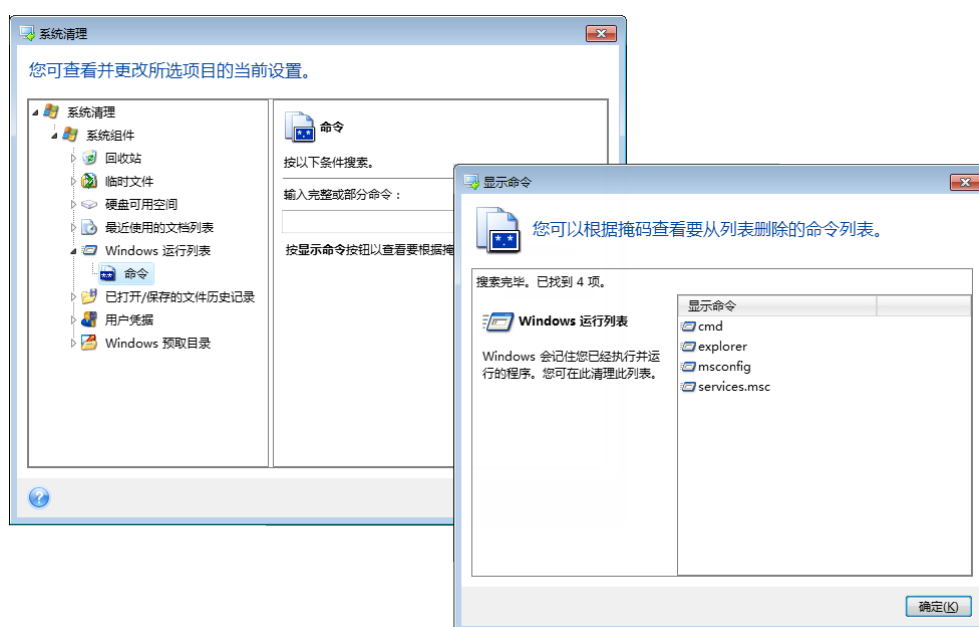 系统清理
您可查看并更改所选项目的当前设置。
系统清理
系统组件
回收站
临时文件
硬盘可用空间
最近使用的文档列表
Windows 运行列表
命令
已打开/保存的文件历史记录
用户凭据
Windows 预取目录
命令
按以下条件搜索。
输入完整或部分命令：
按显示命令按钮以查看要根据掩
显示命令
您可以根据掩码查看要从列表删除的命令列表。
搜索完毕。已找到 4 项。
Windows 运行列表
Windows 会记住您已经执行并运
行的程序。您可在此清理此列表。
显示命令
cmd
explorer
msconfig
services.msc
确定(K)